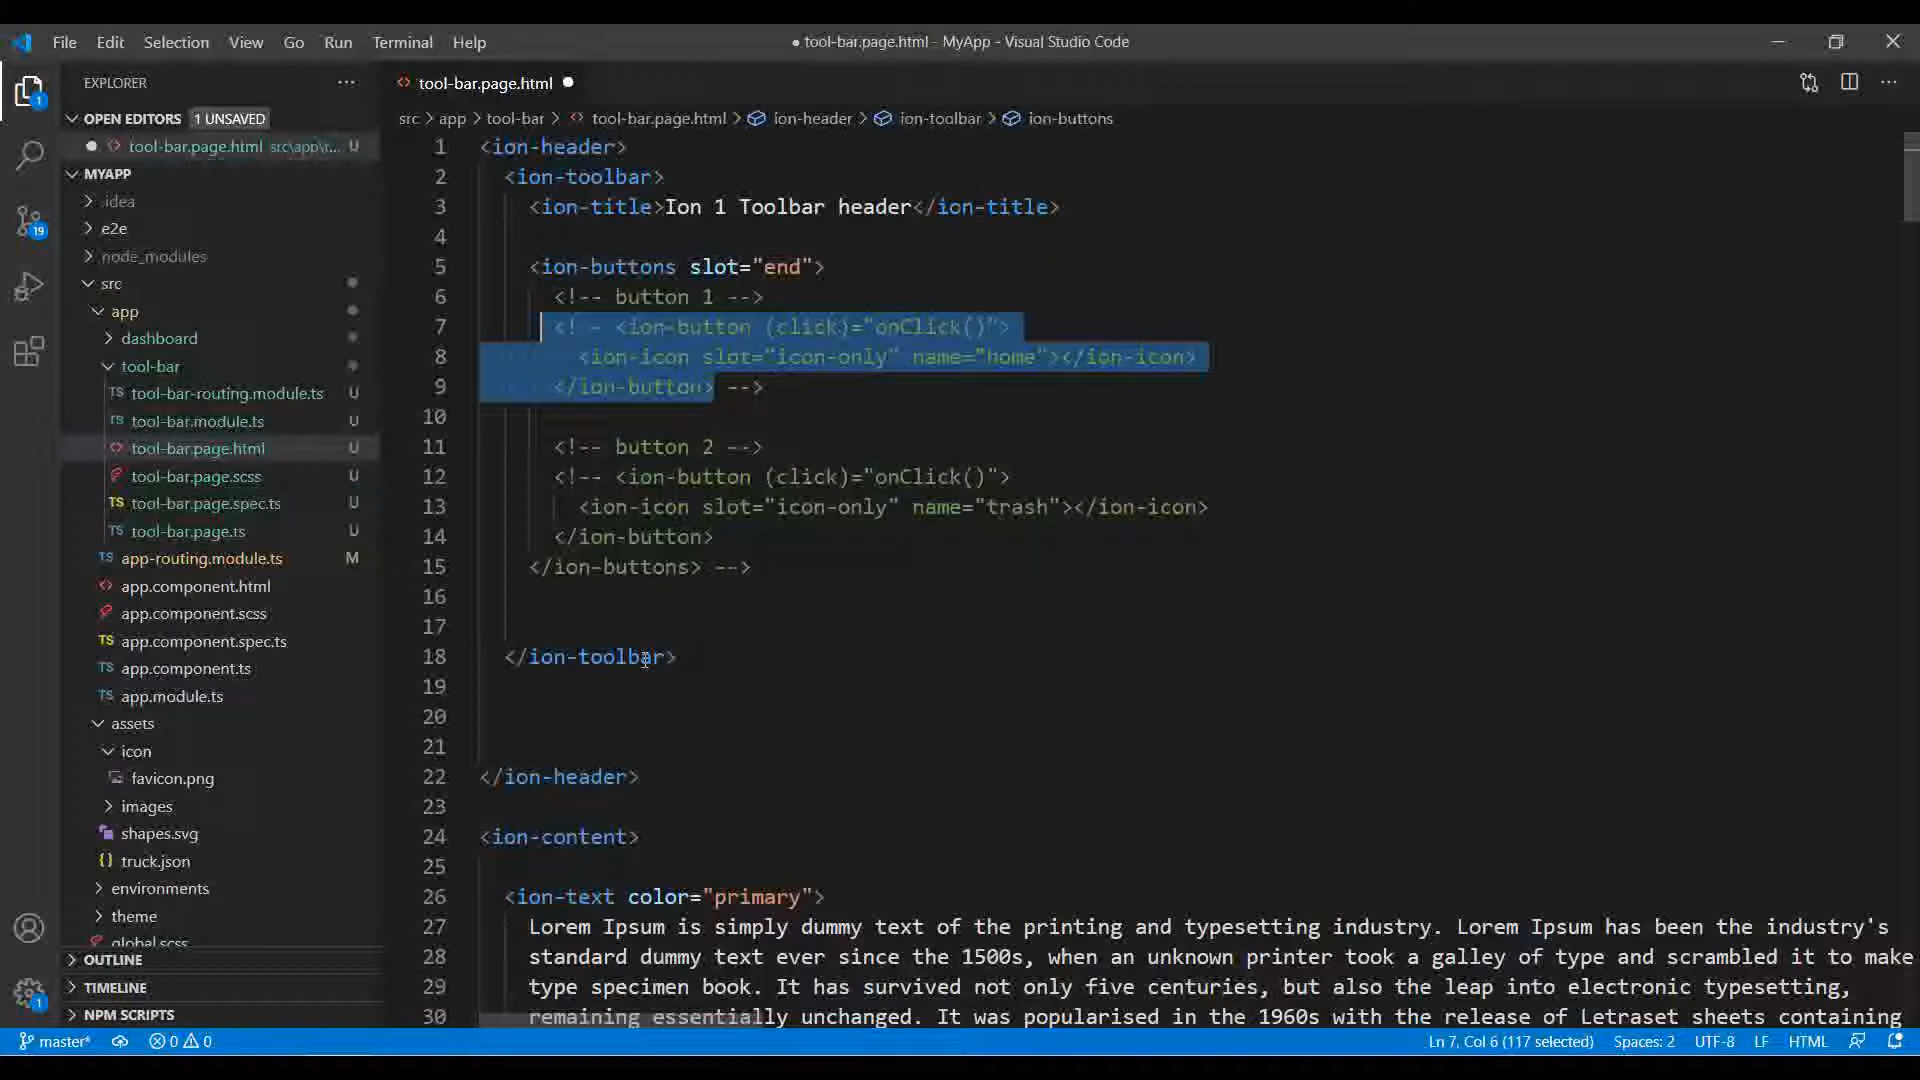 File Edit Selection View Go Run Terminal Help
● tool-bar.page.html - MyApp - Visual Studio Code
EXPLORER ···
tool-bar.page.html ●
OPEN EDITORS 1 UNSAVED
● tool-bar.page.html src\app\t... U
src > app > tool-bar > tool-bar.page.html > ion-header > ion-toolbar > ion-buttons
MYAPP
.idea
e2e
node_modules
src
app
dashboard
tool-bar
TS tool-bar-routing.module.ts U
TS tool-bar.module.ts U
tool-bar.page.html U
tool-bar.page.scss U
TS tool-bar.page.spec.ts U
TS tool-bar.page.ts U
TS app-routing.module.ts M
app.component.html
app.component.scss
TS app.component.spec.ts
TS app.component.ts
TS app.module.ts
assets
icon
favicon.png
images
shapes.svg
{} truck.json
environments
theme
global.scss
OUTLINE
TIMELINE
NPM SCRIPTS
1
19
1
1 <ion-header>
2 <ion-toolbar>
3 <ion-title>Ion 1 Toolbar header</ion-title>
4
5 <ion-buttons slot="end">
6 <!-- button 1 -->
7 <! - <ion-button (click)="onClick()">
8 <ion-icon slot="icon-only" name="home"></ion-icon>
9 </ion-button> -->
10
11 <!-- button 2 -->
12 <!-- <ion-button (click)="onClick()">
13 <ion-icon slot="icon-only" name="trash"></ion-icon>
14 </ion-button>
15 </ion-buttons> -->
16
17
18 </ion-toolbar>
19
20
21
22 </ion-header>
23
24 <ion-content>
25
26 <ion-text color="primary">
27 Lorem Ipsum is simply dummy text of the printing and typesetting industry. Lorem Ipsum has been the industry's
28 standard dummy text ever since the 1500s, when an unknown printer took a galley of type and scrambled it to make
29 type specimen book. It has survived not only five centuries, but also the leap into electronic typesetting,
30 remaining essentially unchanged. It was popularised in the 1960s with the release of Letraset sheets containing
master* 0 0 Ln 7, Col 6 (117 selected) Spaces: 2 UTF-8 LF HTML